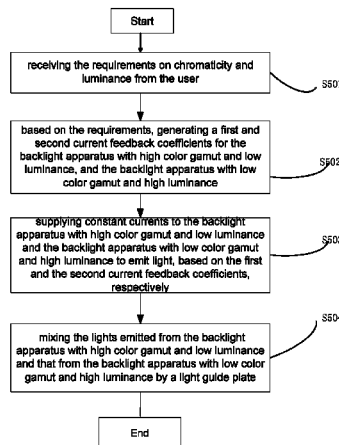 Start
receiving the requirements on chromaticity and
luminance from the user
S501
based on the requirements, generating a first and
second current feedback coefficients for the
backlight apparatus with high color gamut and low
luminance, and the backlight apparatus with low
color gamut and high luminance
S502
supplying constant currents to the backlight
apparatus with high color gamut and low luminance
and the backlight apparatus with low color gamut
and high luminance to emit light, based on the first
and the second current feedback coefficients,
respectively
mixing the lights emitted from the backlight
apparatus with high color gamut and low luminance
and that from the backlight apparatus with low color
gamut and high luminance by a light guide plate
End